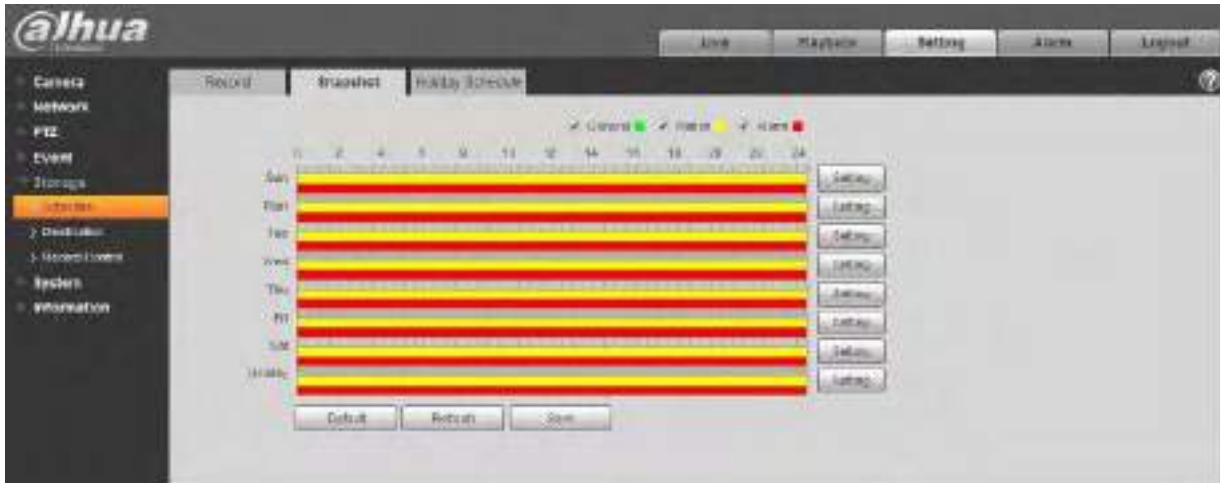 alhua
Live Playback Setting Alarm Logout
Camera
Network
PTZ
Event
Storage
Schedule
Destination
Record Control
System
Information
Record Snapshot Holiday Schedule
General Motion Alarm
0 2 4 6 8 10 12 14 16 18 20 22 24
Sun Setting
Mon Setting
Tue Setting
Wed Setting
Thu Setting
Fri Setting
Sat Setting
Holiday Setting
Default Refresh Save